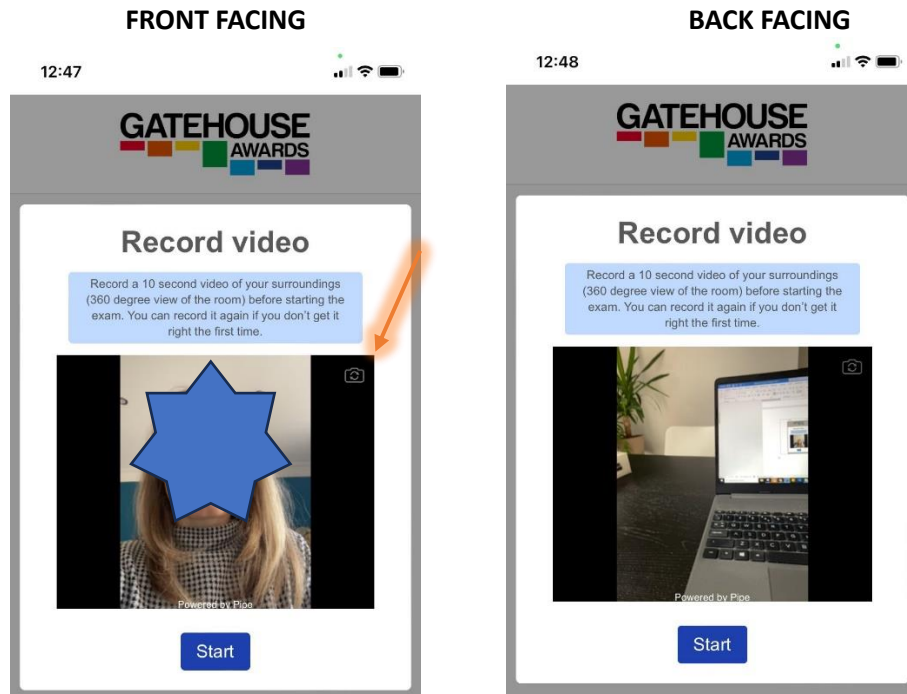 FRONT FACING
12:47
GATEHOUSE
AWARDS
Record video
Record a 10 second video of your surroundings
(360 degree view of the room) before starting the
exam. You can record it again if you don't get it
right the first time.
Powered by Pipe
Start
BACK FACING
12:48
GATEHOUSE
AWARDS
Record video
Record a 10 second video of your surroundings
(360 degree view of the room) before starting the
exam. You can record it again if you don't get it
right the first time.
Powered by Pipe
Start